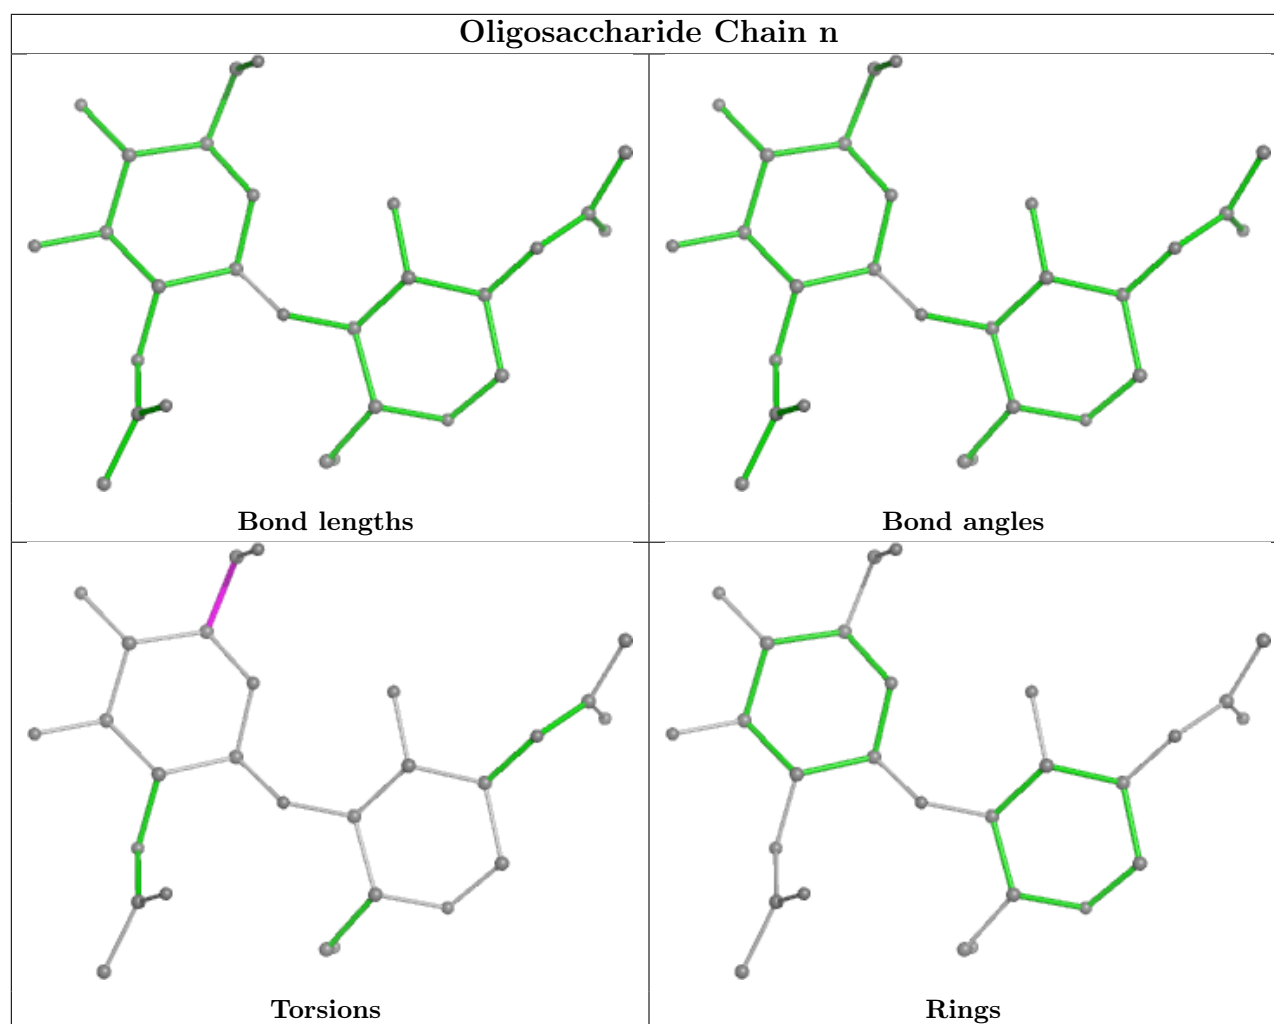 Oligosaccharide Chain n
Bond lengths
Bond angles
Torsions
Rings